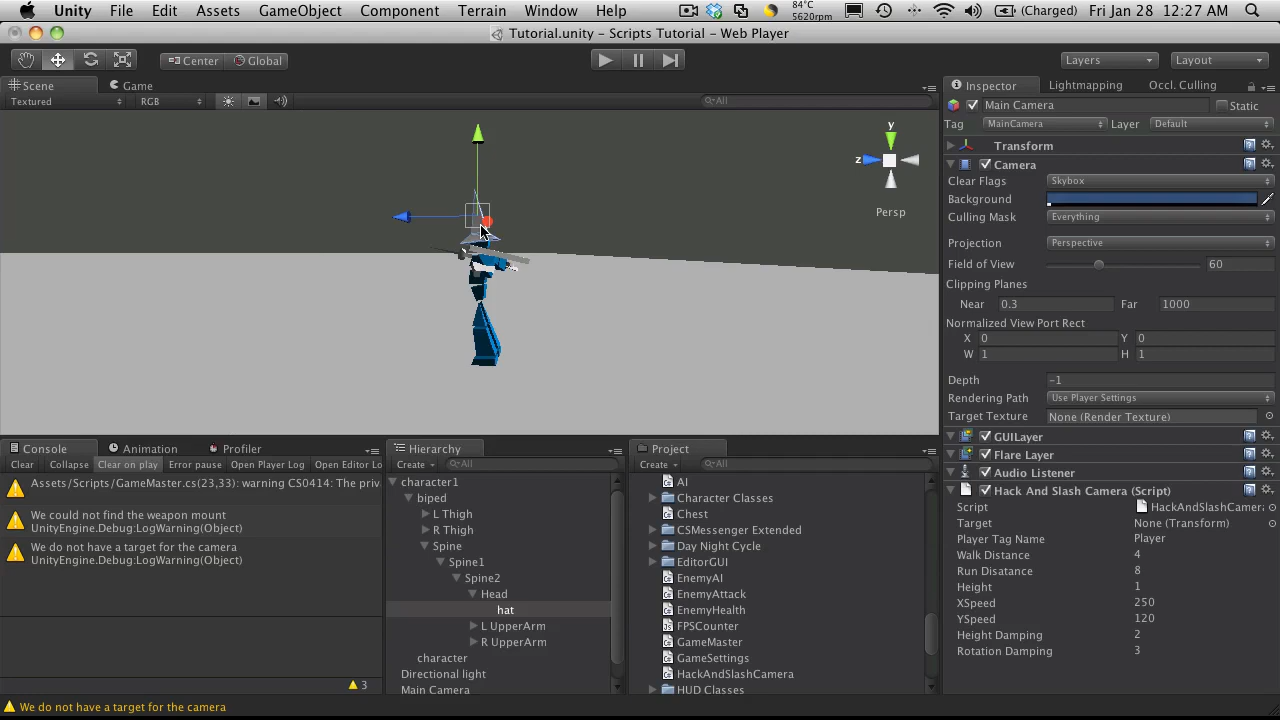 Unity File Edit Assets GameObject Component Terrain Window Help 84°C 5620rpm (Charged) Fri Jan 28 12:27 AM
Tutorial.unity - Scripts Tutorial - Web Player
Center Global Layers Layout
Scene Game
Textured RGB All
y
z
Persp
Inspector Lightmapping Occl. Culling
Main Camera Static
Tag MainCamera Layer Default
Transform
Camera
Clear Flags Skybox
Background
Culling Mask Everything
Projection Perspective
Field of View 60
Clipping Planes
Near 0.3 Far 1000
Normalized View Port Rect
X 0 Y 0
W 1 H 1
Depth -1
Rendering Path Use Player Settings
Target Texture None (Render Texture)
GUILayer
Flare Layer
Audio Listener
Hack And Slash Camera (Script)
Script HackAndSlashCamera
Target None (Transform)
Player Tag Name Player
Walk Distance 4
Run Disatance 8
Height 1
XSpeed 250
YSpeed 120
Height Damping 2
Rotation Damping 3
Console Animation Profiler
Clear Collapse Clear on play Error pause Open Player Log Open Editor Lo
Assets/Scripts/GameMaster.cs(23,33): warning CS0414: The priv
We could not find the weapon mount
UnityEngine.Debug:LogWarning(Object)
We do not have a target for the camera
UnityEngine.Debug:LogWarning(Object)
3
Hierarchy
Create All
character1
biped
L Thigh
R Thigh
Spine
Spine1
Spine2
Head
hat
L UpperArm
R UpperArm
character
Directional light
Main Camera
Project
Create All
AI
Character Classes
Chest
CSMessenger Extended
Day Night Cycle
EditorGUI
EnemyAI
EnemyAttack
EnemyHealth
FPSCounter
GameMaster
GameSettings
HackAndSlashCamera
HUD Classes
We do not have a target for the camera